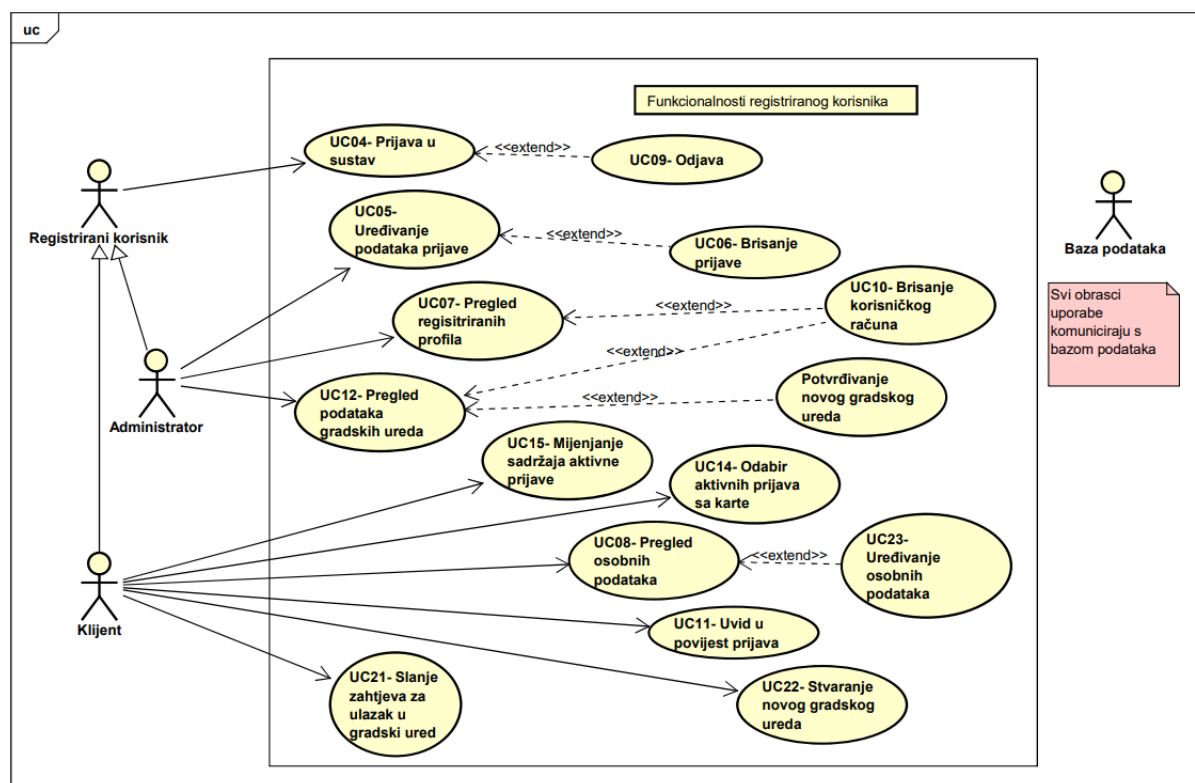 uc
Funkcionalnosti registriranog korisnika
UC04- Prijava u
sustav
<<extend>>
UC09- Odjava
Registrirani korisnik
UC05-
Uređivanje
podataka prijave
<<extend>>
UC06- Brisanje
prijave
Baza podataka
UC07- Pregled
regisitriranih
profila
<<extend>>
UC10- Brisanje
korisničkog
računa
Svi obrasci
uporabe
komuniciraju s
bazom podataka
<<extend>>
Administrator
UC12- Pregled
podataka
gradskih ureda
<<extend>>
Potvrđivanje
novog gradskog
ureda
UC15- Mijenjanje
sadržaja aktivne
prijave
UC14- Odabir
aktivnih prijava
sa karte
UC08- Pregled
osobnih
podataka
<<extend>>
UC23-
Uređivanje
osobnih
podataka
Klijent
UC11- Uvid u
povijest prijava
UC21- Slanje
zahtjeva za
ulazak u
gradski ured
UC22- Stvaranje
novog gradskog
ureda